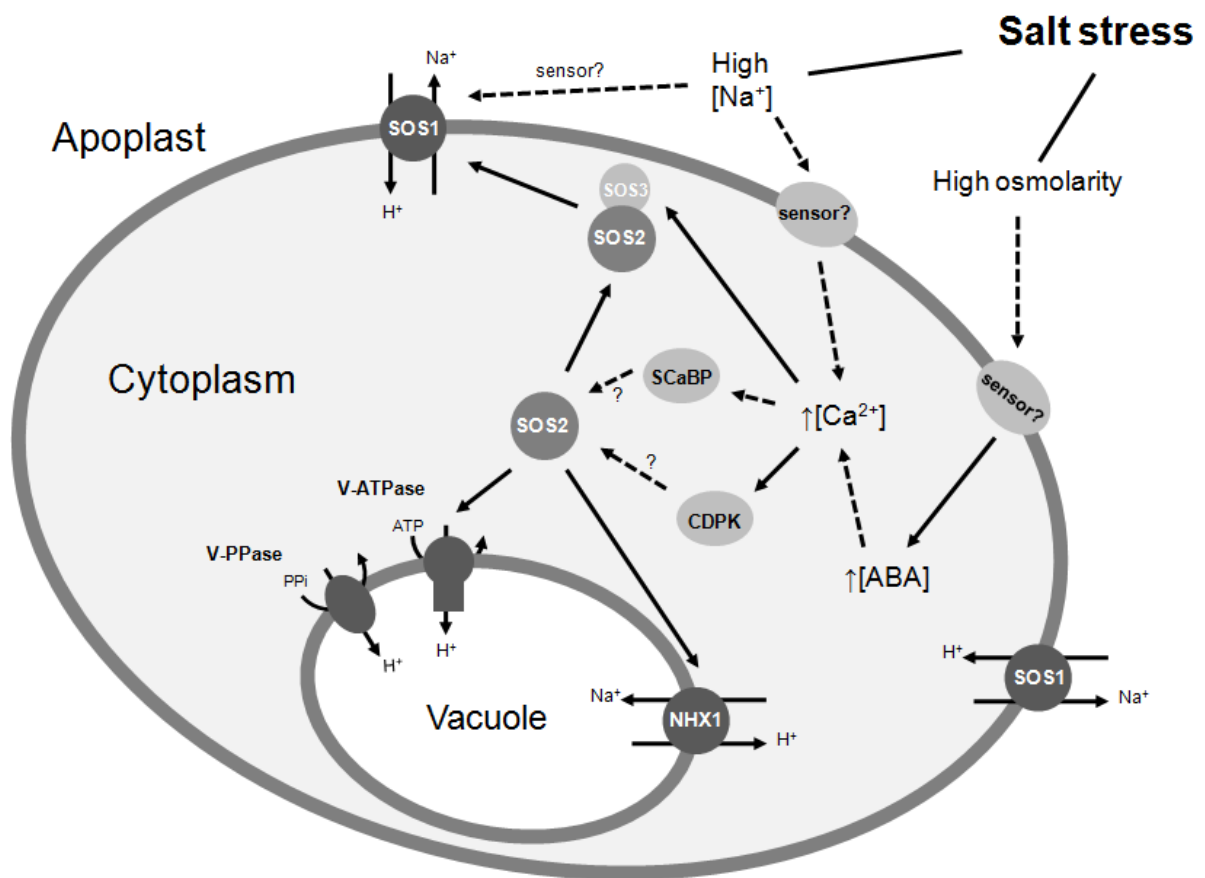 Salt stress
Na⁺
sensor?
High
[Na⁺]
Apoplast
SOS1
High osmolarity
H⁺
SOS3
sensor?
SOS2
Cytoplasm
SCaBP
?
↑[Ca²⁺]
sensor?
SOS2
?
V-ATPase
CDPK
ATP
V-PPase
PPi
↑[ABA]
H⁺
H⁺
H⁺
SOS1
Na⁺
Na⁺
Vacuole
NHX1
H⁺